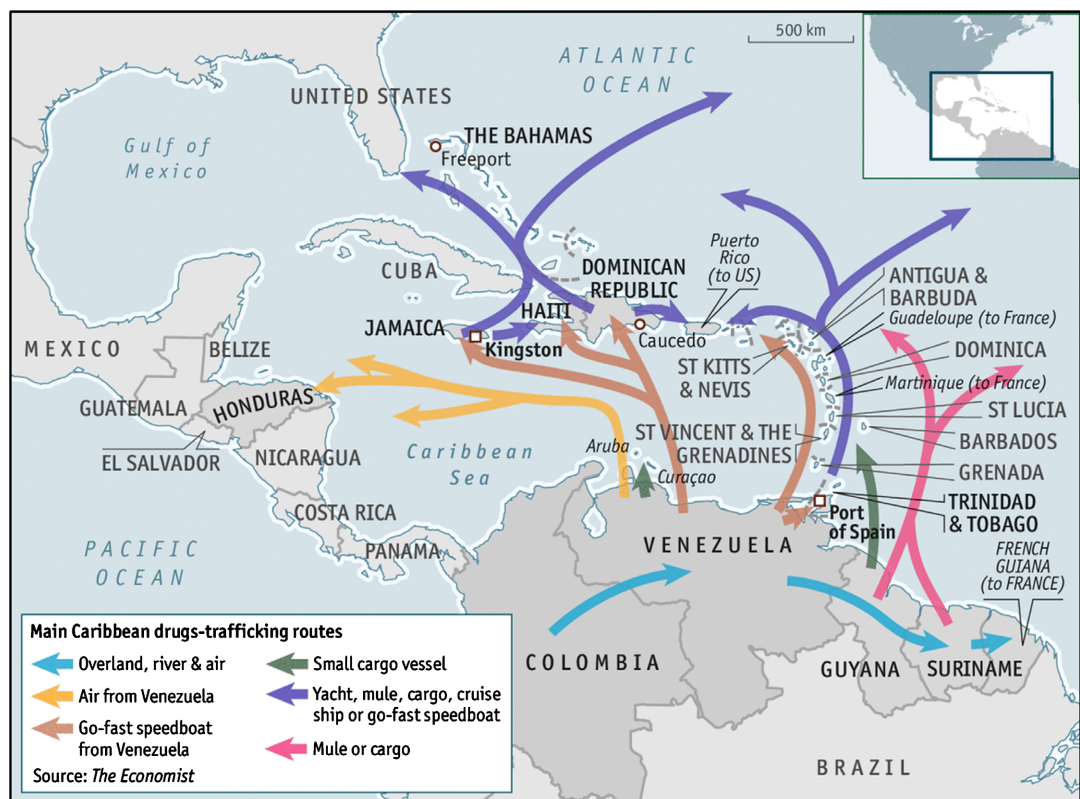 500 km
ATLANTIC
OCEAN
UNITED STATES
Gulf of
Mexico
THE BAHAMAS
Freeport
CUBA
DOMINICAN
REPUBLIC
Puerto
Rico
(to US)
HAITI
JAMAICA
Kingston
Caucedo
ANTIGUA &
BARBUDA
Guadeloupe (to France)
DOMINICA
ST KITTS
& NEVIS
Martinique (to France)
ST LUCIA
BARBADOS
ST VINCENT & THE
GRENADINES
GRENADA
TRINIDAD
& TOBAGO
Port
of Spain
FRENCH
GUIANA
(to FRANCE)
MEXICO
BELIZE
GUATEMALA
HONDURAS
EL SALVADOR
NICARAGUA
COSTA RICA
PANAMA
Caribbean
Sea
Aruba
Curaçao
PACIFIC
OCEAN
VENEZUELA
COLOMBIA
GUYANA
SURINAME
BRAZIL
Main Caribbean drugs-trafficking routes
Overland, river & air
Air from Venezuela
Go-fast speedboat
from Venezuela
Small cargo vessel
Yacht, mule, cargo, cruise
ship or go-fast speedboat
Mule or cargo
Source: The Economist